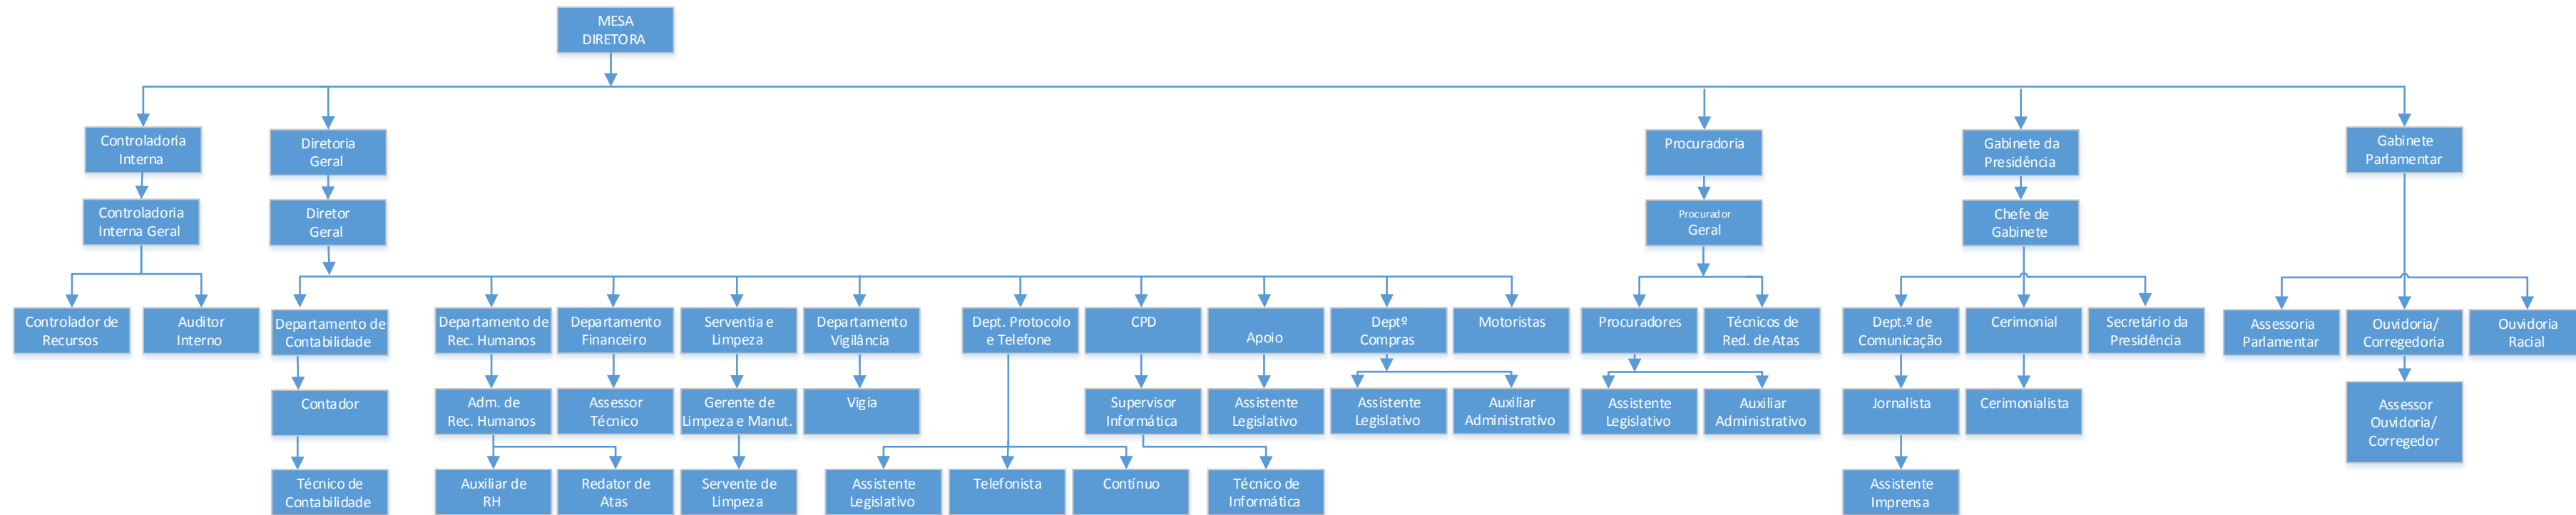 MESA
DIRETORA
Controladoria
Interna
Diretoria
Geral
Procuradoria
Gabinete da
Presidência
Gabinete
Parlamentar
Controladoria
Interna Geral
Diretor
Geral
Procurador
Geral
Chefe de
Gabinete
Controlador de
Recursos
Auditor
Interno
Departamento de
Contabilidade
Departamento de
Rec. Humanos
Departamento
Financeiro
Serventia e
Limpeza
Departamento
Vigilância
Dept. Protocolo
e Telefone
CPD
Apoio
Deptº
Compras
Motoristas
Procuradores
Técnicos de
Red. de Atas
Dept.º de
Comunicação
Cerimonial
Secretário da
Presidência
Assessoria
Parlamentar
Ouvidoria/
Corregedoria
Ouvidoria
Racial
Contador
Adm. de
Rec. Humanos
Assessor
Técnico
Gerente de
Limpeza e Manut.
Vigia
Supervisor
Informática
Assistente
Legislativo
Assistente
Legislativo
Auxiliar
Administrativo
Assistente
Legislativo
Auxiliar
Administrativo
Jornalista
Cerimonialista
Assessor
Ouvidoria/
Corregedor
Técnico de
Contabilidade
Auxiliar de
RH
Redator de
Atas
Servente de
Limpeza
Assistente
Legislativo
Telefonista
Contínuo
Técnico de
Informática
Assistente
Imprensa